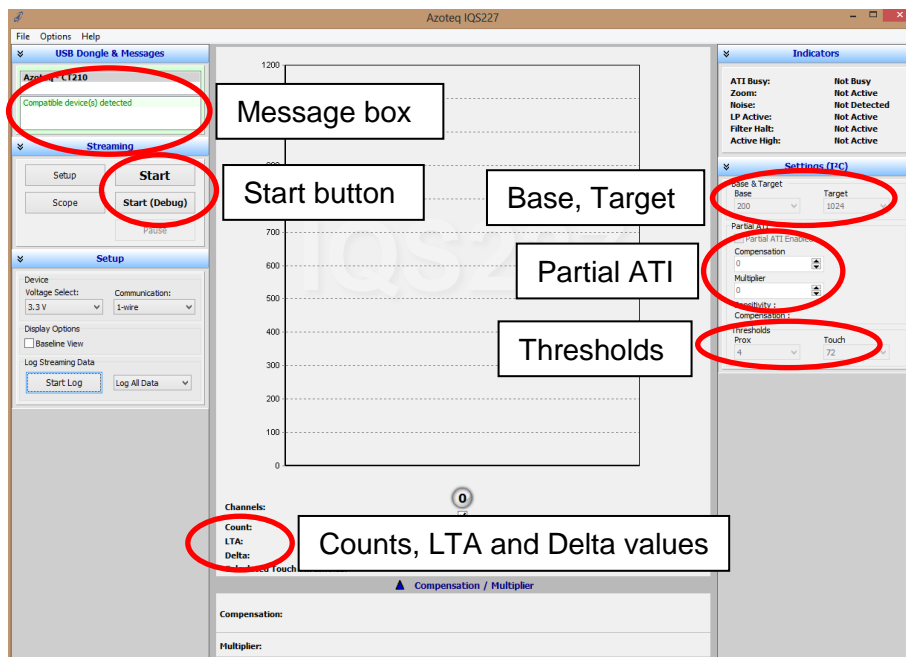 Azoteq IQS227
File Options Help
USB Dongle & Messages
Azoteq - CT210
Compatible device(s) detected
Message box
Streaming
Setup Start
Scope Start (Debug)
Pause
Start button
Setup
Device
Voltage Select: Communication:
3.3 V 1-wire
Display Options
Baseline View
Log Streaming Data
Start Log Log All Data
1200
700
600
500
400
300
200
100
0
Channels: 0
Count:
LTA:
Delta:
Counts, LTA and Delta values
Compensation / Multiplier
Compensation:
Multiplier:
Indicators
ATI Busy: Not Busy
Zoom: Not Active
Noise: Not Detected
LP Active: Not Active
Filter Halt: Not Active
Active High: Not Active
Settings (I²C)
Base & Target
Base Target
200 1024
Base, Target
Partial ATI
Partial ATI Enable
Compensation
0
Multiplier
0
Partial ATI
Sensitivity :
Compensation :
Thresholds
Prox Touch
4 72
Thresholds